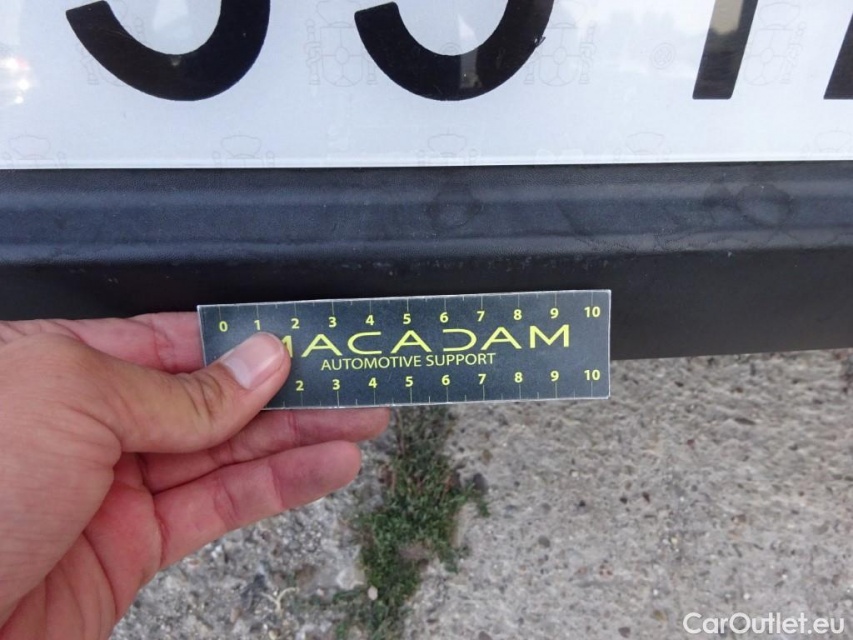 0 1 2 3 4 5 6 7 8 9 10
MACADAM
AUTOMOTIVE SUPPORT
2 3 4 5 6 7 8 9 10
CarOutlet.eu